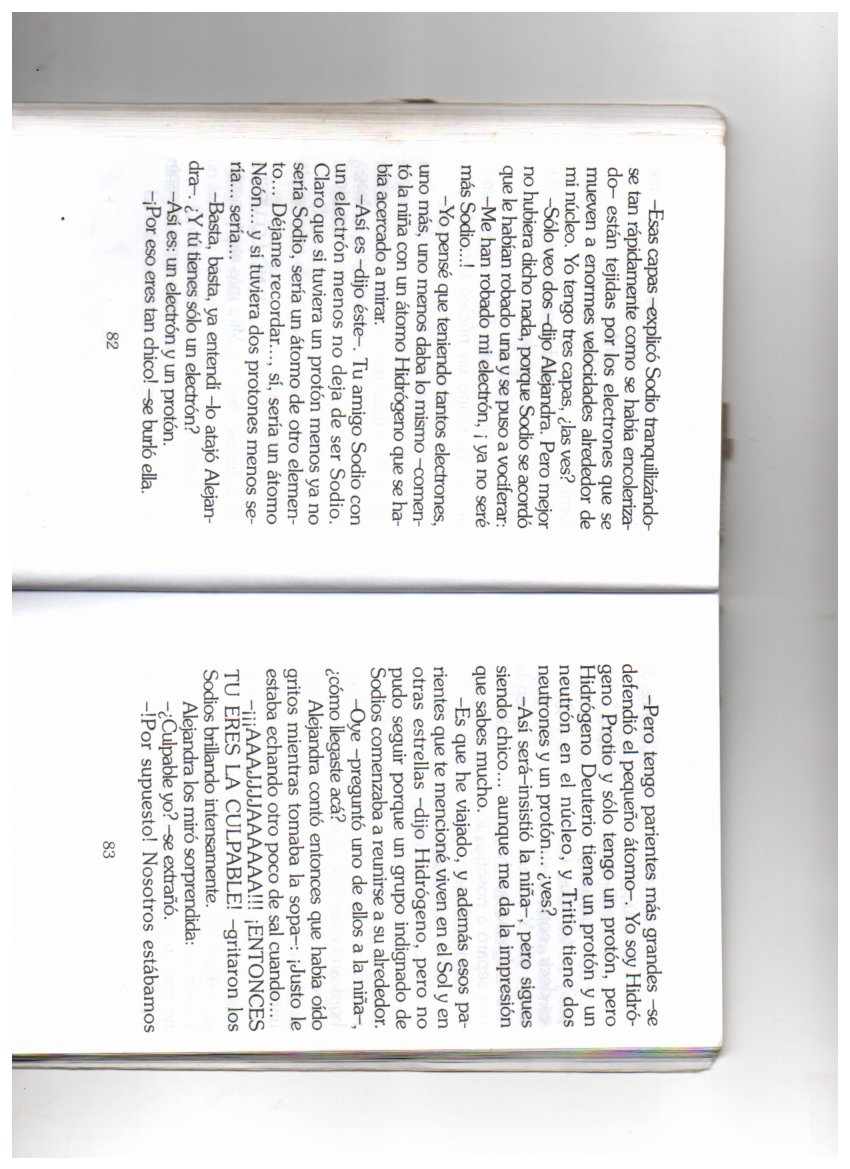 –Esas capas –explicó Sodio tranquilizándo-
se tan rápidamente como se había encoleriza-
do– están tejidas por los electrones que se
mueven a enormes velocidades alrededor de
mi núcleo. Yo tengo tres capas, ¿las ves?
–Sólo veo dos –dijo Alejandra. Pero mejor
no hubiera dicho nada, porque Sodio se acordó
que le habían robado una y se puso a vociferar:
–Me han robado mi electrón, ¡ ya no seré
más Sodio....!
–Yo pensé que teniendo tantos electrones,
uno más, uno menos daba lo mismo –comen-
tó la niña con un átomo Hidrógeno que se ha-
bía acercado a mirar.
–Así es –dijo éste–. Tu amigo Sodio con
un electrón menos no deja de ser Sodio.
Claro que si tuviera un protón menos ya no
sería Sodio, sería un átomo de otro elemen-
to... Déjame recordar..., sí, sería un átomo
Neón.... y si tuviera dos protones menos se-
ría... sería...
–Basta, basta, ya entendí –lo atajó Alejan-
dra–. ¿Y tú tienes sólo un electrón?
–Así es: un electrón y un protón.
–¡Por eso eres tan chico! –se burló ella.
82
–Pero tengo parientes más grandes –se
defendió el pequeño átomo–. Yo soy Hidró-
geno Protio y sólo tengo un protón, pero
Hidrógeno Deuterio tiene un protón y un
neutrón en el núcleo, y Tritio tiene dos
neutrones y un protón... ¿ves?
–Así será–insistió la niña–, pero sigues
siendo chico... aunque me da la impresión
que sabes mucho.
–Es que he viajado, y además esos pa-
rientes que te mencioné viven en el Sol y en
otras estrellas –dijo Hidrógeno, pero no
pudo seguir porque un grupo indignado de
Sodios comenzaba a reunirse a su alrededor.
–Oye –preguntó uno de ellos a la niña–,
¿cómo llegaste acá?
Alejandra contó entonces que había oído
gritos mientras tomaba la sopa–: ¡Justo le
estaba echando otro poco de sal cuando....
–¡¡¡AAAJJJJAAAAAA!!! ¡ENTONCES
TU ERES LA CULPABLE! –gritaron los
Sodios brillando intensamente.
Alejandra los miró sorprendida:
–¿Culpable yo? –se extrañó.
–!Por supuesto! Nosotros estábamos
83